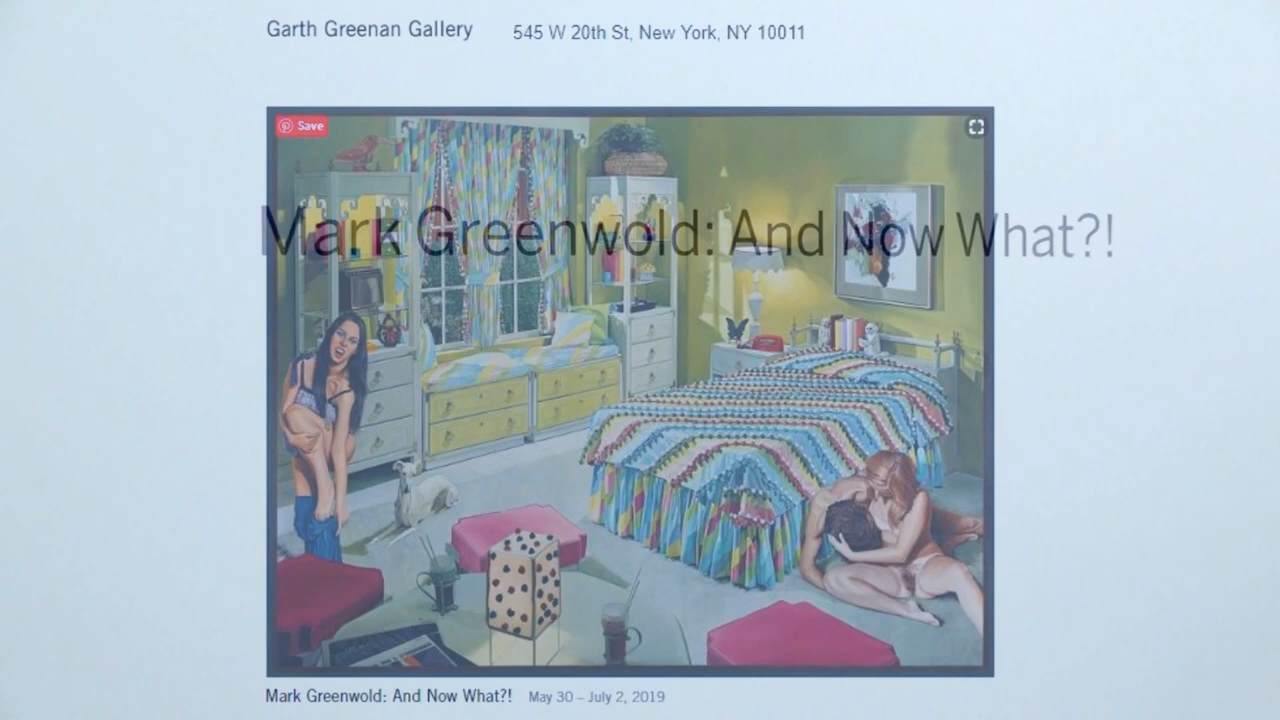 Garth Greenan Gallery 545 W 20th St, New York, NY 10011
Save
Mark Greenwold: And Now What?!
Mark Greenwold: And Now What?! May 30 – July 2, 2019